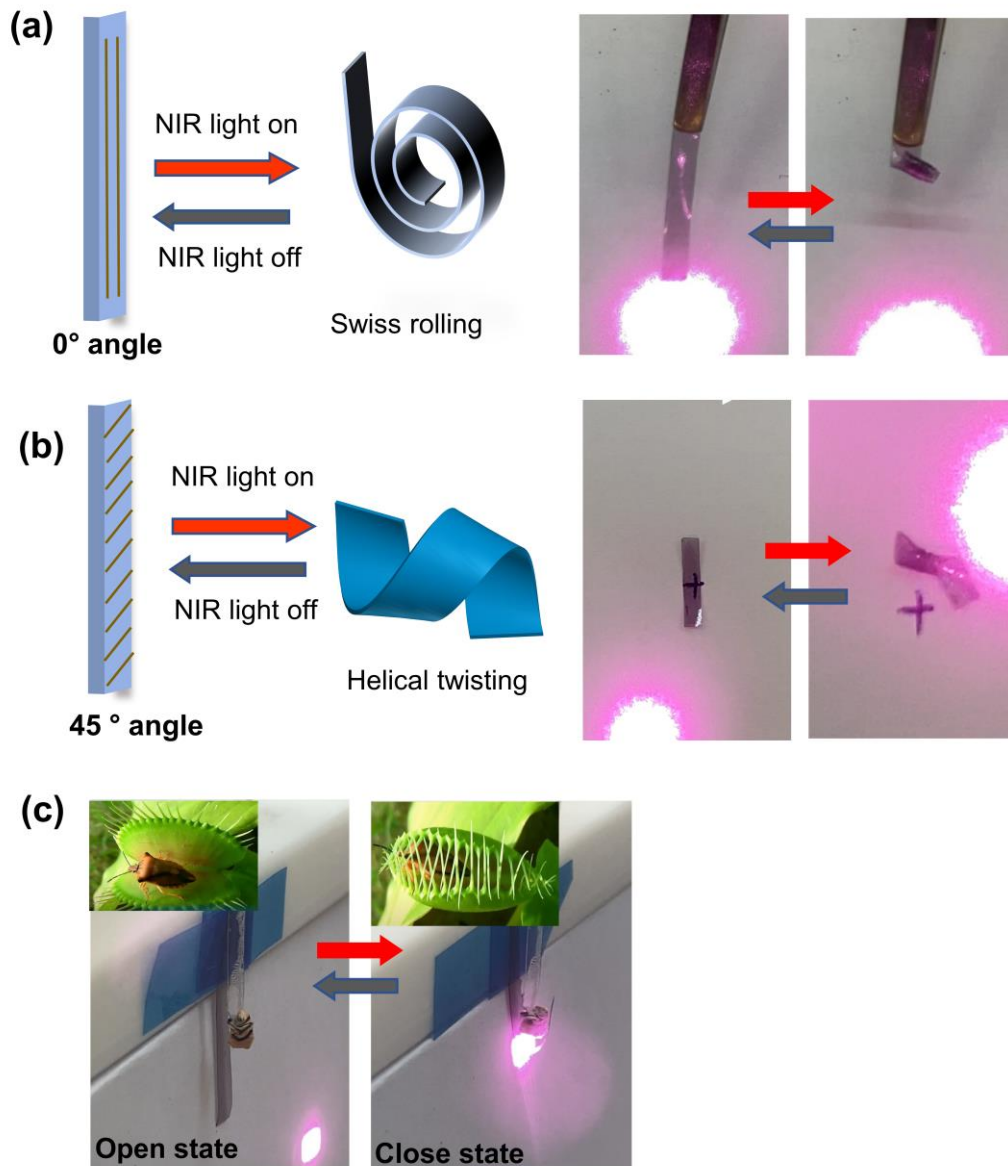 (a)
NIR light on
NIR light off
0° angle
Swiss rolling
(b)
NIR light on
NIR light off
45 ° angle
Helical twisting
(c)
Open state
Close state